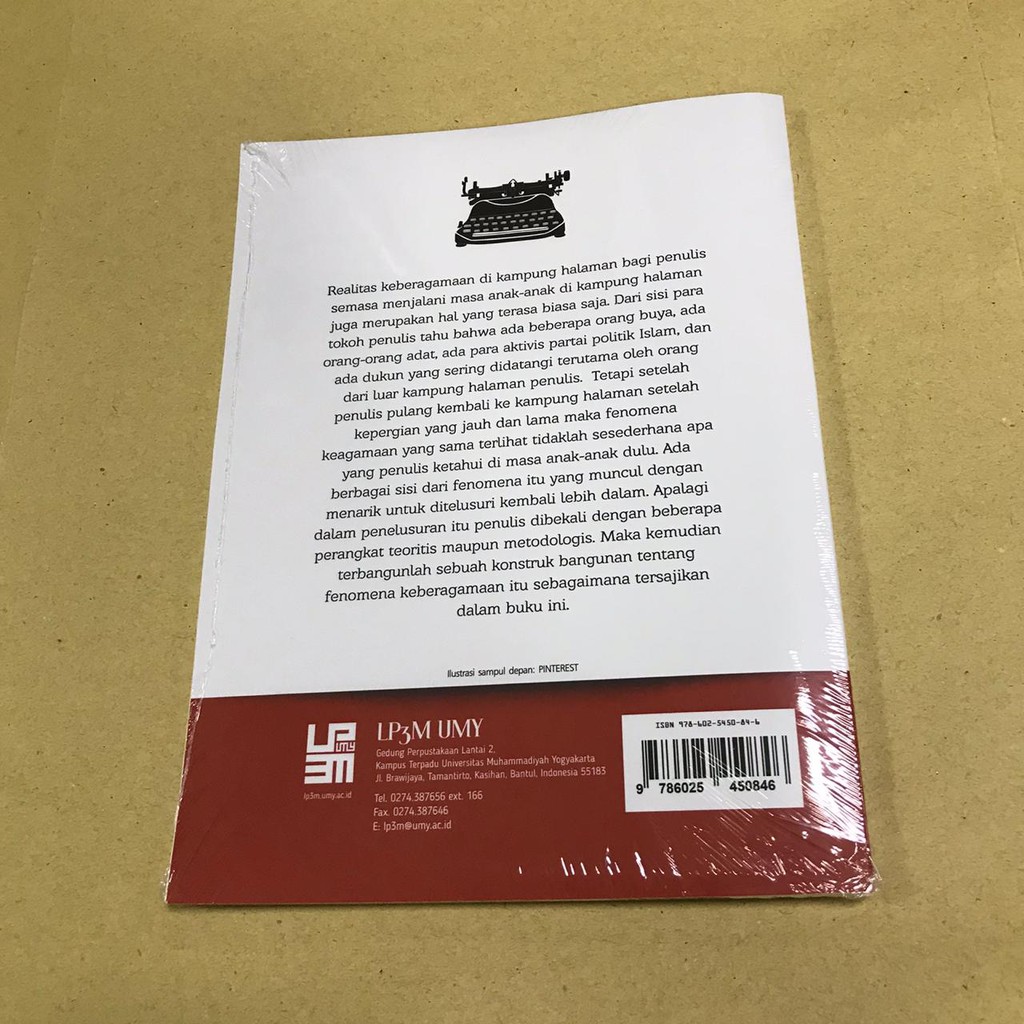 Realitas keberagamaan di kampung halaman bagi penulis
semasa menjalani masa anak-anak di kampung halaman
juga merupakan hal yang terasa biasa saja. Dari sisi para
tokoh penulis tahu bahwa ada beberapa orang buya, ada
orang-orang adat, ada para aktivis partai politik Islam, dan
ada dukun yang sering didatangi terutama oleh orang
dari luar kampung halaman penulis. Tetapi setelah
penulis pulang kembali ke kampung halaman setelah
kepergian yang jauh dan lama maka fenomena
keagamaan yang sama terlihat tidaklah sesederhana apa
yang penulis ketahui di masa anak-anak dulu. Ada
berbagai sisi dari fenomena itu yang muncul dengan
menarik untuk ditelusuri kembali lebih dalam. Apalagi
dalam penelusuran itu penulis dibekali dengan beberapa
perangkat teoritis maupun metodologis. Maka kemudian
terbangunlah sebuah konstruk bangunan tentang
fenomena keberagamaan itu sebagaimana tersajikan
dalam buku ini.
Ilustrasi sampul depan: PINTEREST
LP3M UMY
lp3m.umy.ac.id
LP3M UMY
Gedung Perpustakaan Lantai 2,
Kampus Terpadu Universitas Muhammadiyah Yogyakarta
Jl. Brawijaya, Tamantirto, Kasihan, Bantul, Indonesia 55183
Tel. 0274.387656 ext. 166
Fax. 0274.387646
E: lp3m@umy.ac.id
ISBN 978-602-5450-84-6
9 786025 450846